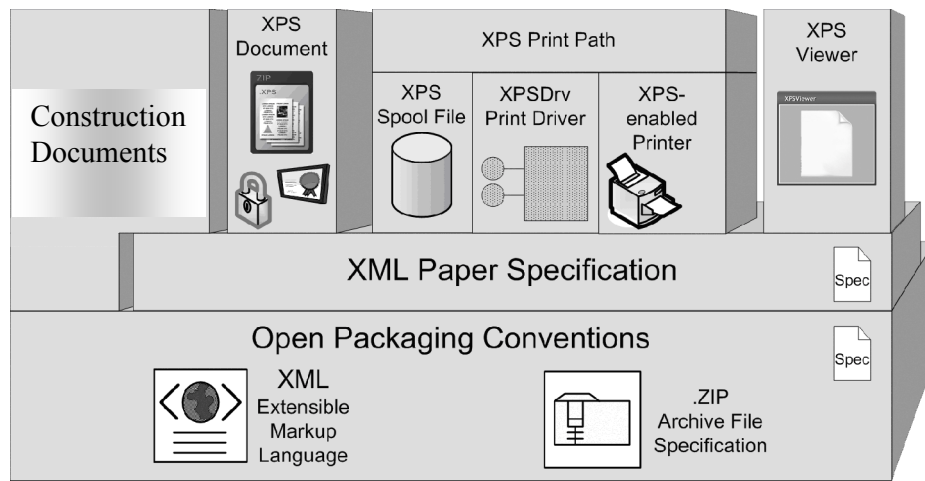 XPS
Document
ZIP
.XPS
XPS Print Path
XPS
Viewer
XPSViewer
Construction
Documents
XPS
Spool File
XPSDrv
Print Driver
XPS-
enabled
Printer
XML Paper Specification
Spec
Open Packaging Conventions
Spec
XML
Extensible
Markup
Language
.ZIP
Archive File
Specification